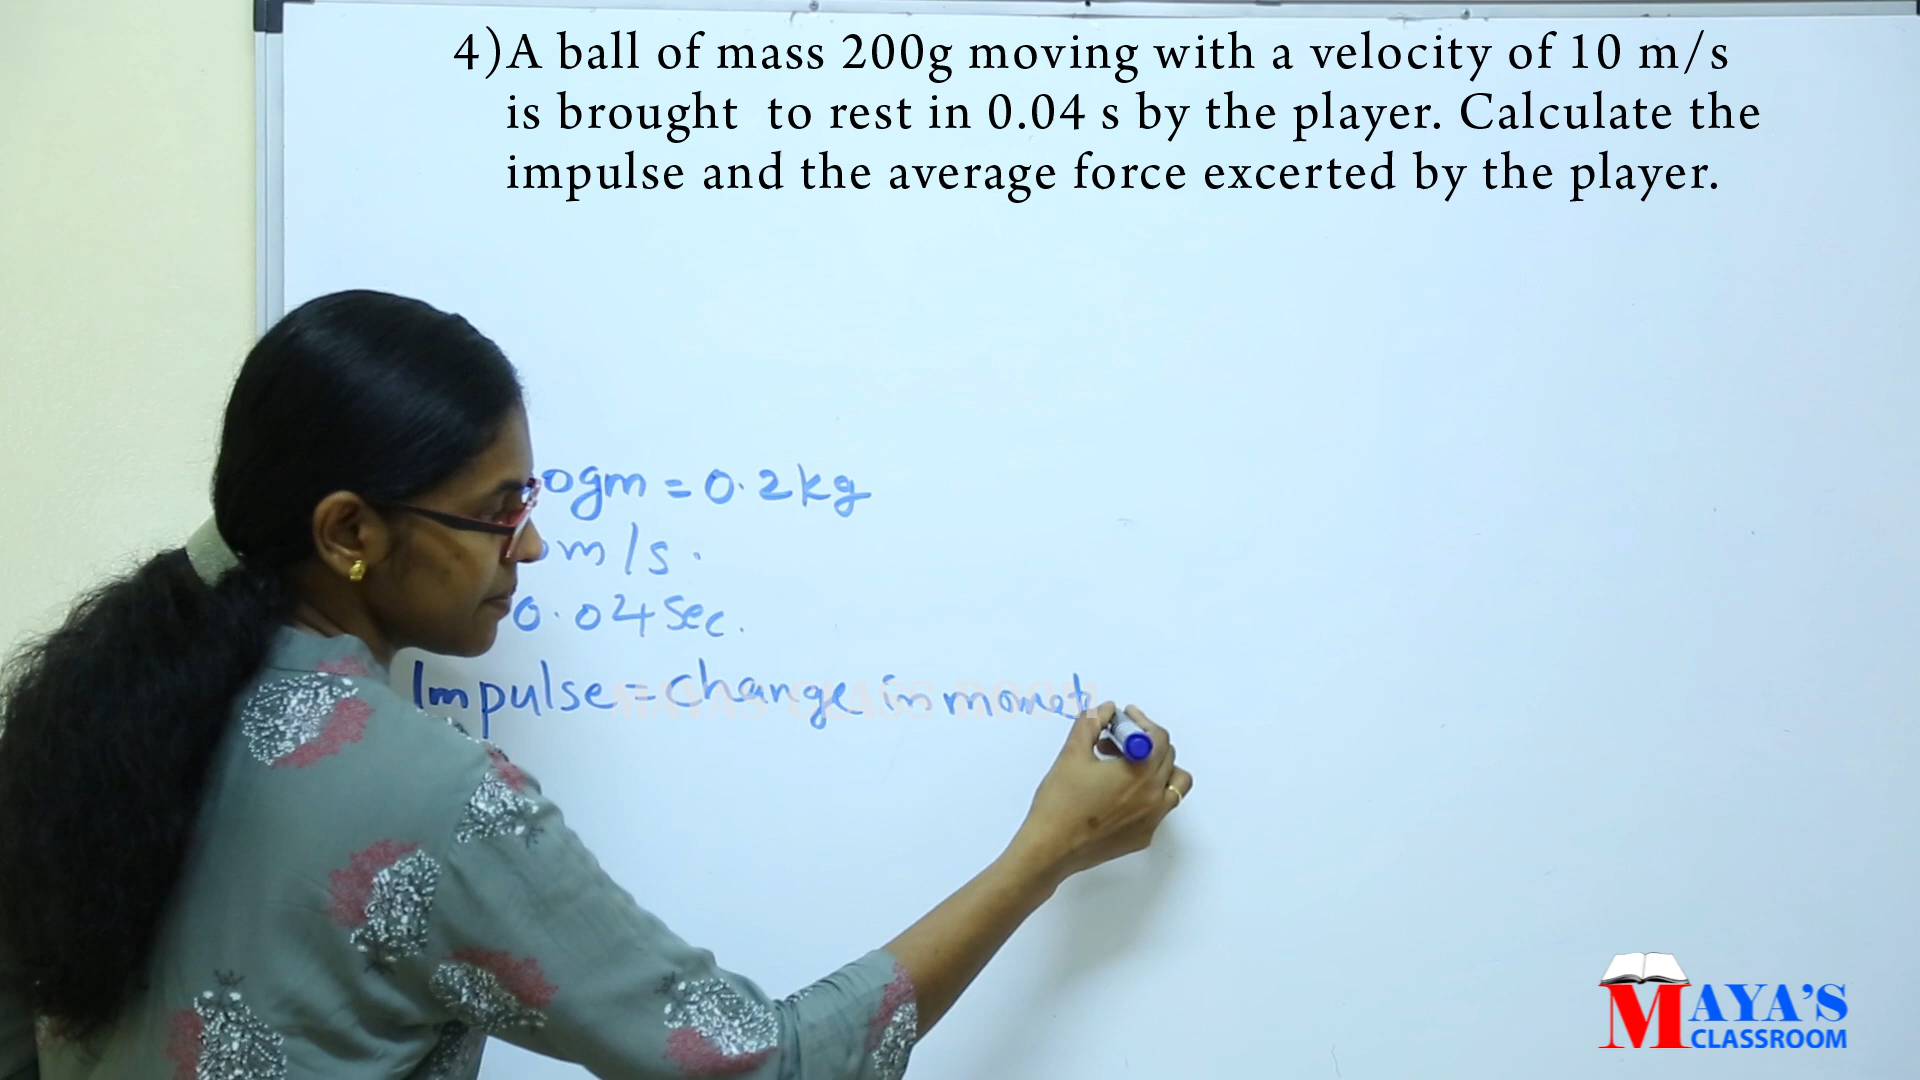 4)A ball of mass 200g moving with a velocity of 10 m/s
is brought to rest in 0.04 s by the player. Calculate the
impulse and the average force excerted by the player.
0gm = 0.2kg
m/s.
0.04 Sec.
Impulse = change in
MAYA'S
CLASSROOM